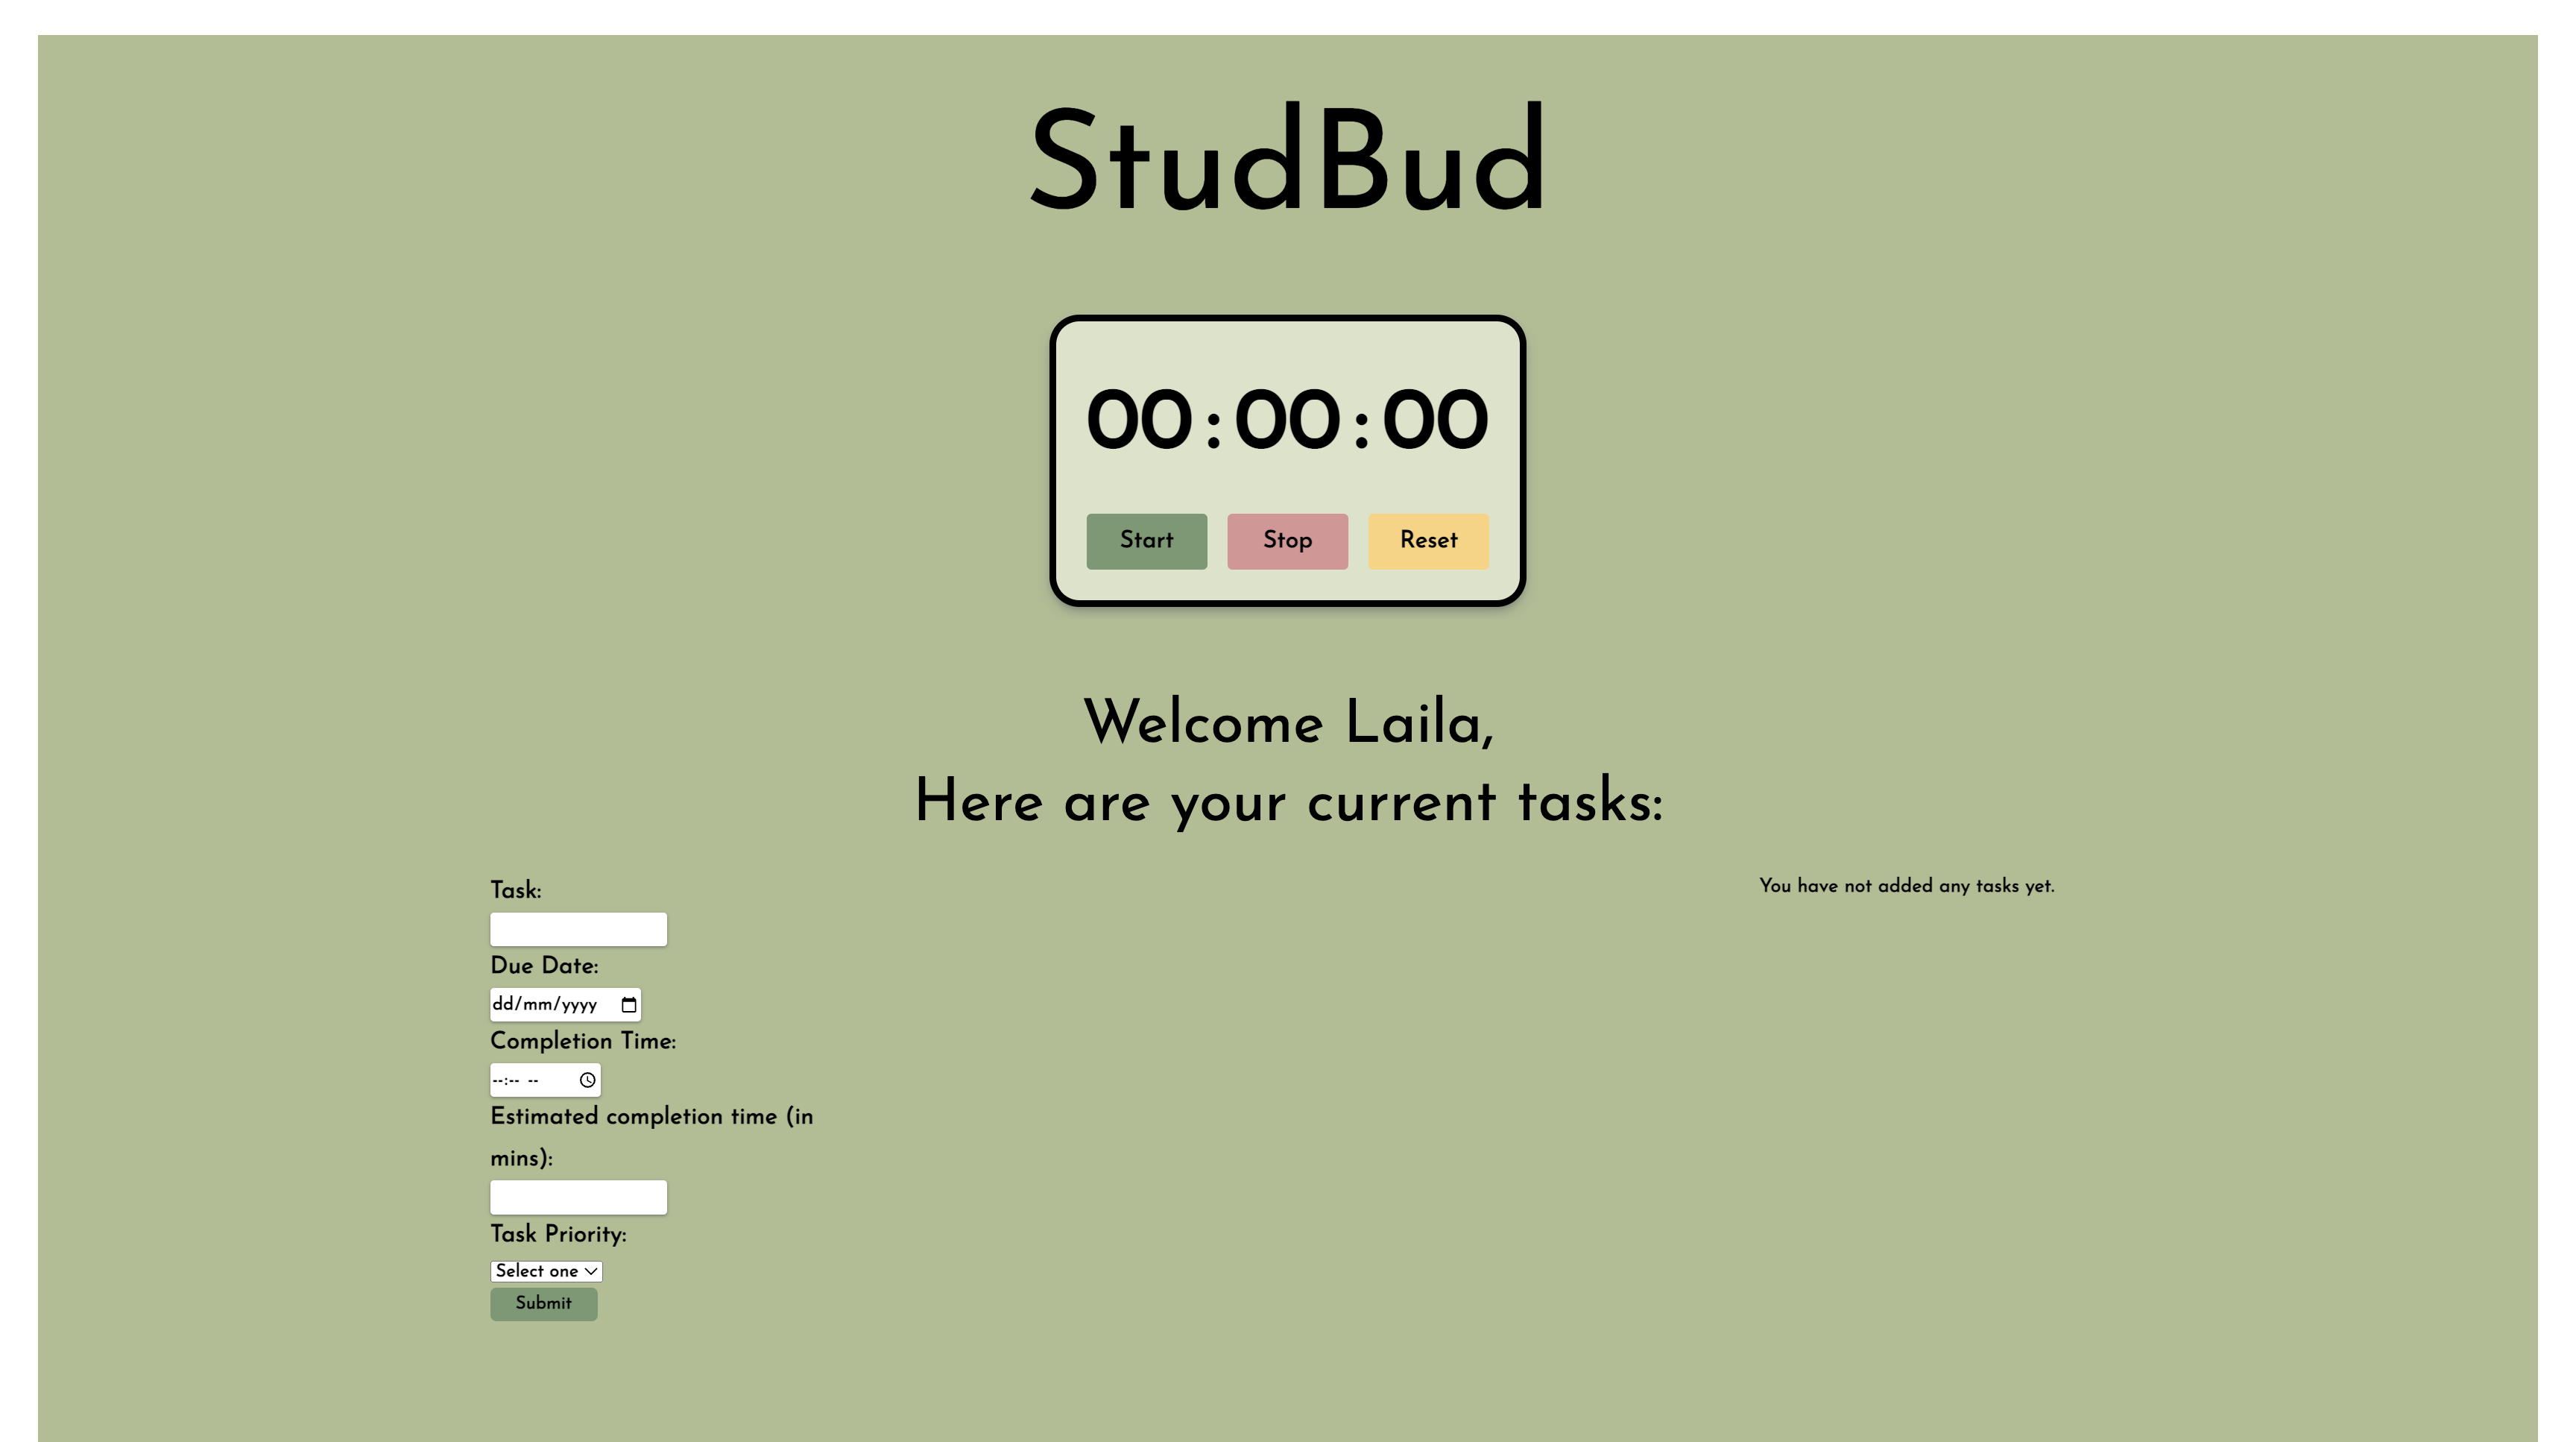 StudBud
00:00:00
Start Stop Reset
Welcome Laila,
Here are your current tasks:
Task:
You have not added any tasks yet.
Due Date:
dd/mm/yyyy
Completion Time:
--:-- --
Estimated completion time (in
mins):
Task Priority:
Select one
Submit